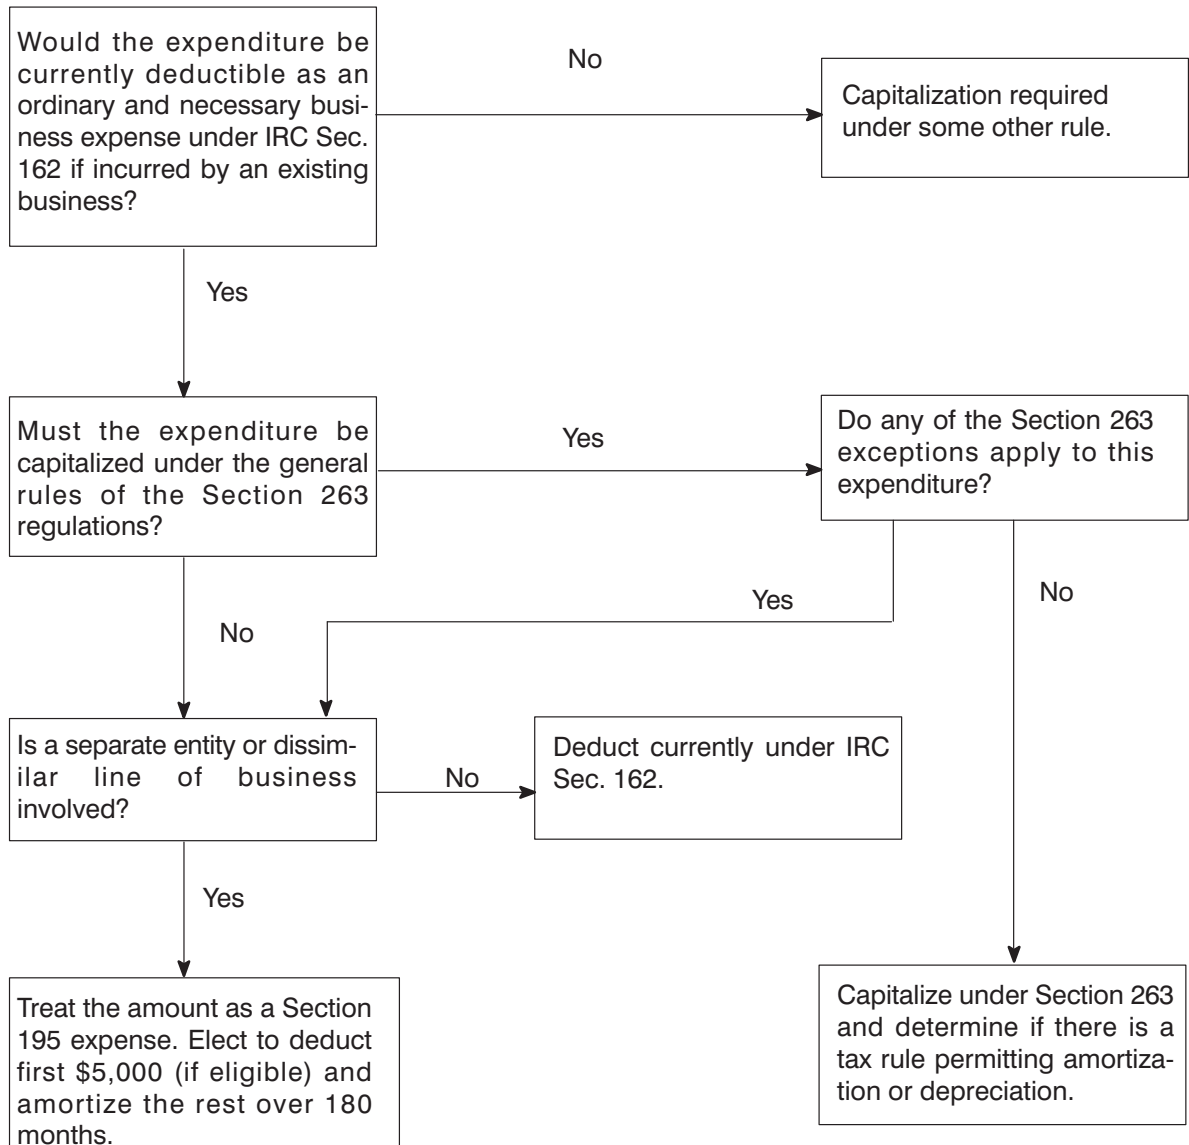 Would the expenditure be
currently deductible as an
ordinary and necessary busi-
ness expense under IRC Sec.
162 if incurred by an existing
business?
No
Capitalization required
under some other rule.
Yes
Must the expenditure be
capitalized under the general
rules of the Section 263
regulations?
Yes
Do any of the Section 263
exceptions apply to this
expenditure?
No
Yes
No
Is a separate entity or dissim-
ilar line of business
involved?
No
Deduct currently under IRC
Sec. 162.
Yes
Treat the amount as a Section
195 expense. Elect to deduct
first $5,000 (if eligible) and
amortize the rest over 180
months.
Capitalize under Section 263
and determine if there is a
tax rule permitting amortiza-
tion or depreciation.